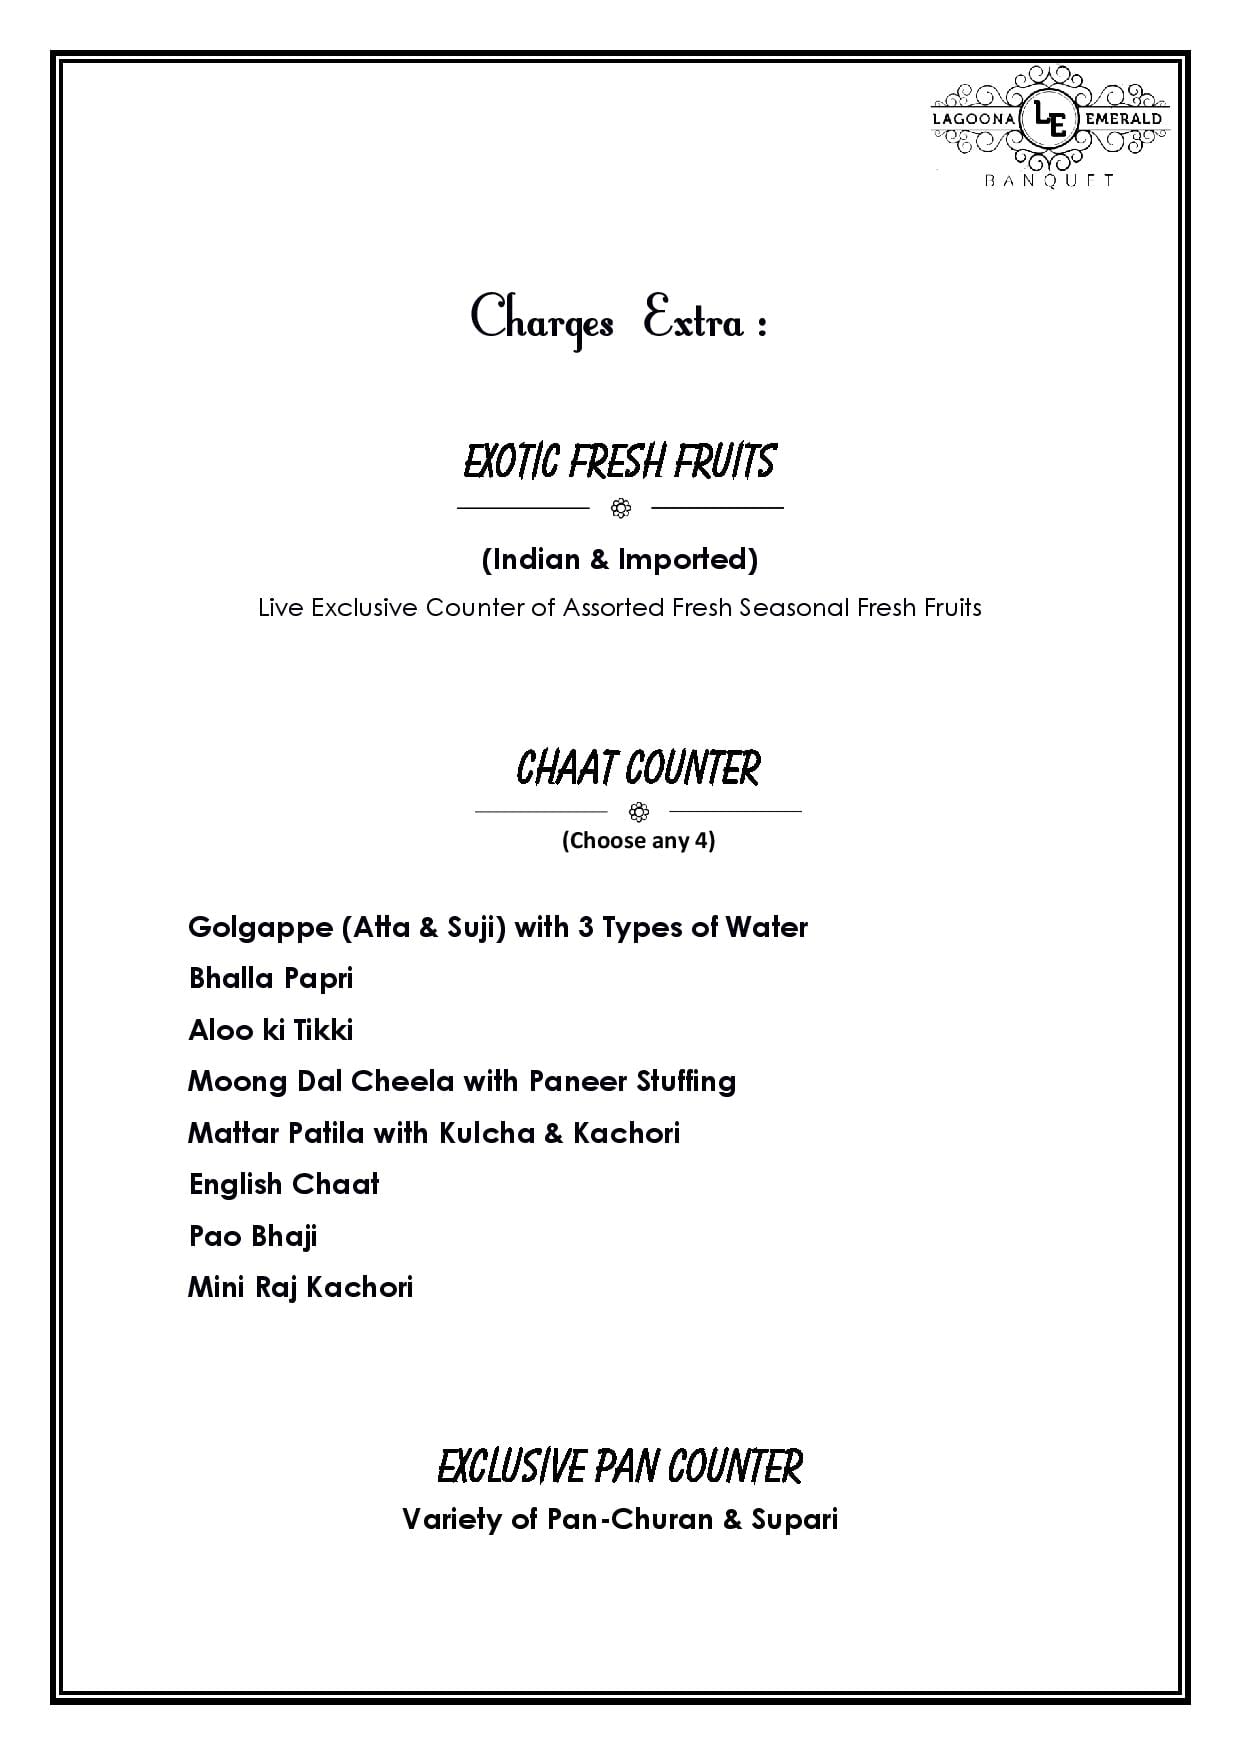 LAGOONA LE EMERALD
BANQUET
Charges Extra :
EXOTIC FRESH FRUITS
(Indian & Imported)
Live Exclusive Counter of Assorted Fresh Seasonal Fresh Fruits
CHAAT COUNTER
(Choose any 4)
Golgappe (Atta & Suji) with 3 Types of Water
Bhalla Papri
Aloo ki Tikki
Moong Dal Cheela with Paneer Stuffing
Mattar Patila with Kulcha & Kachori
English Chaat
Pao Bhaji
Mini Raj Kachori
EXCLUSIVE PAN COUNTER
Variety of Pan-Churan & Supari